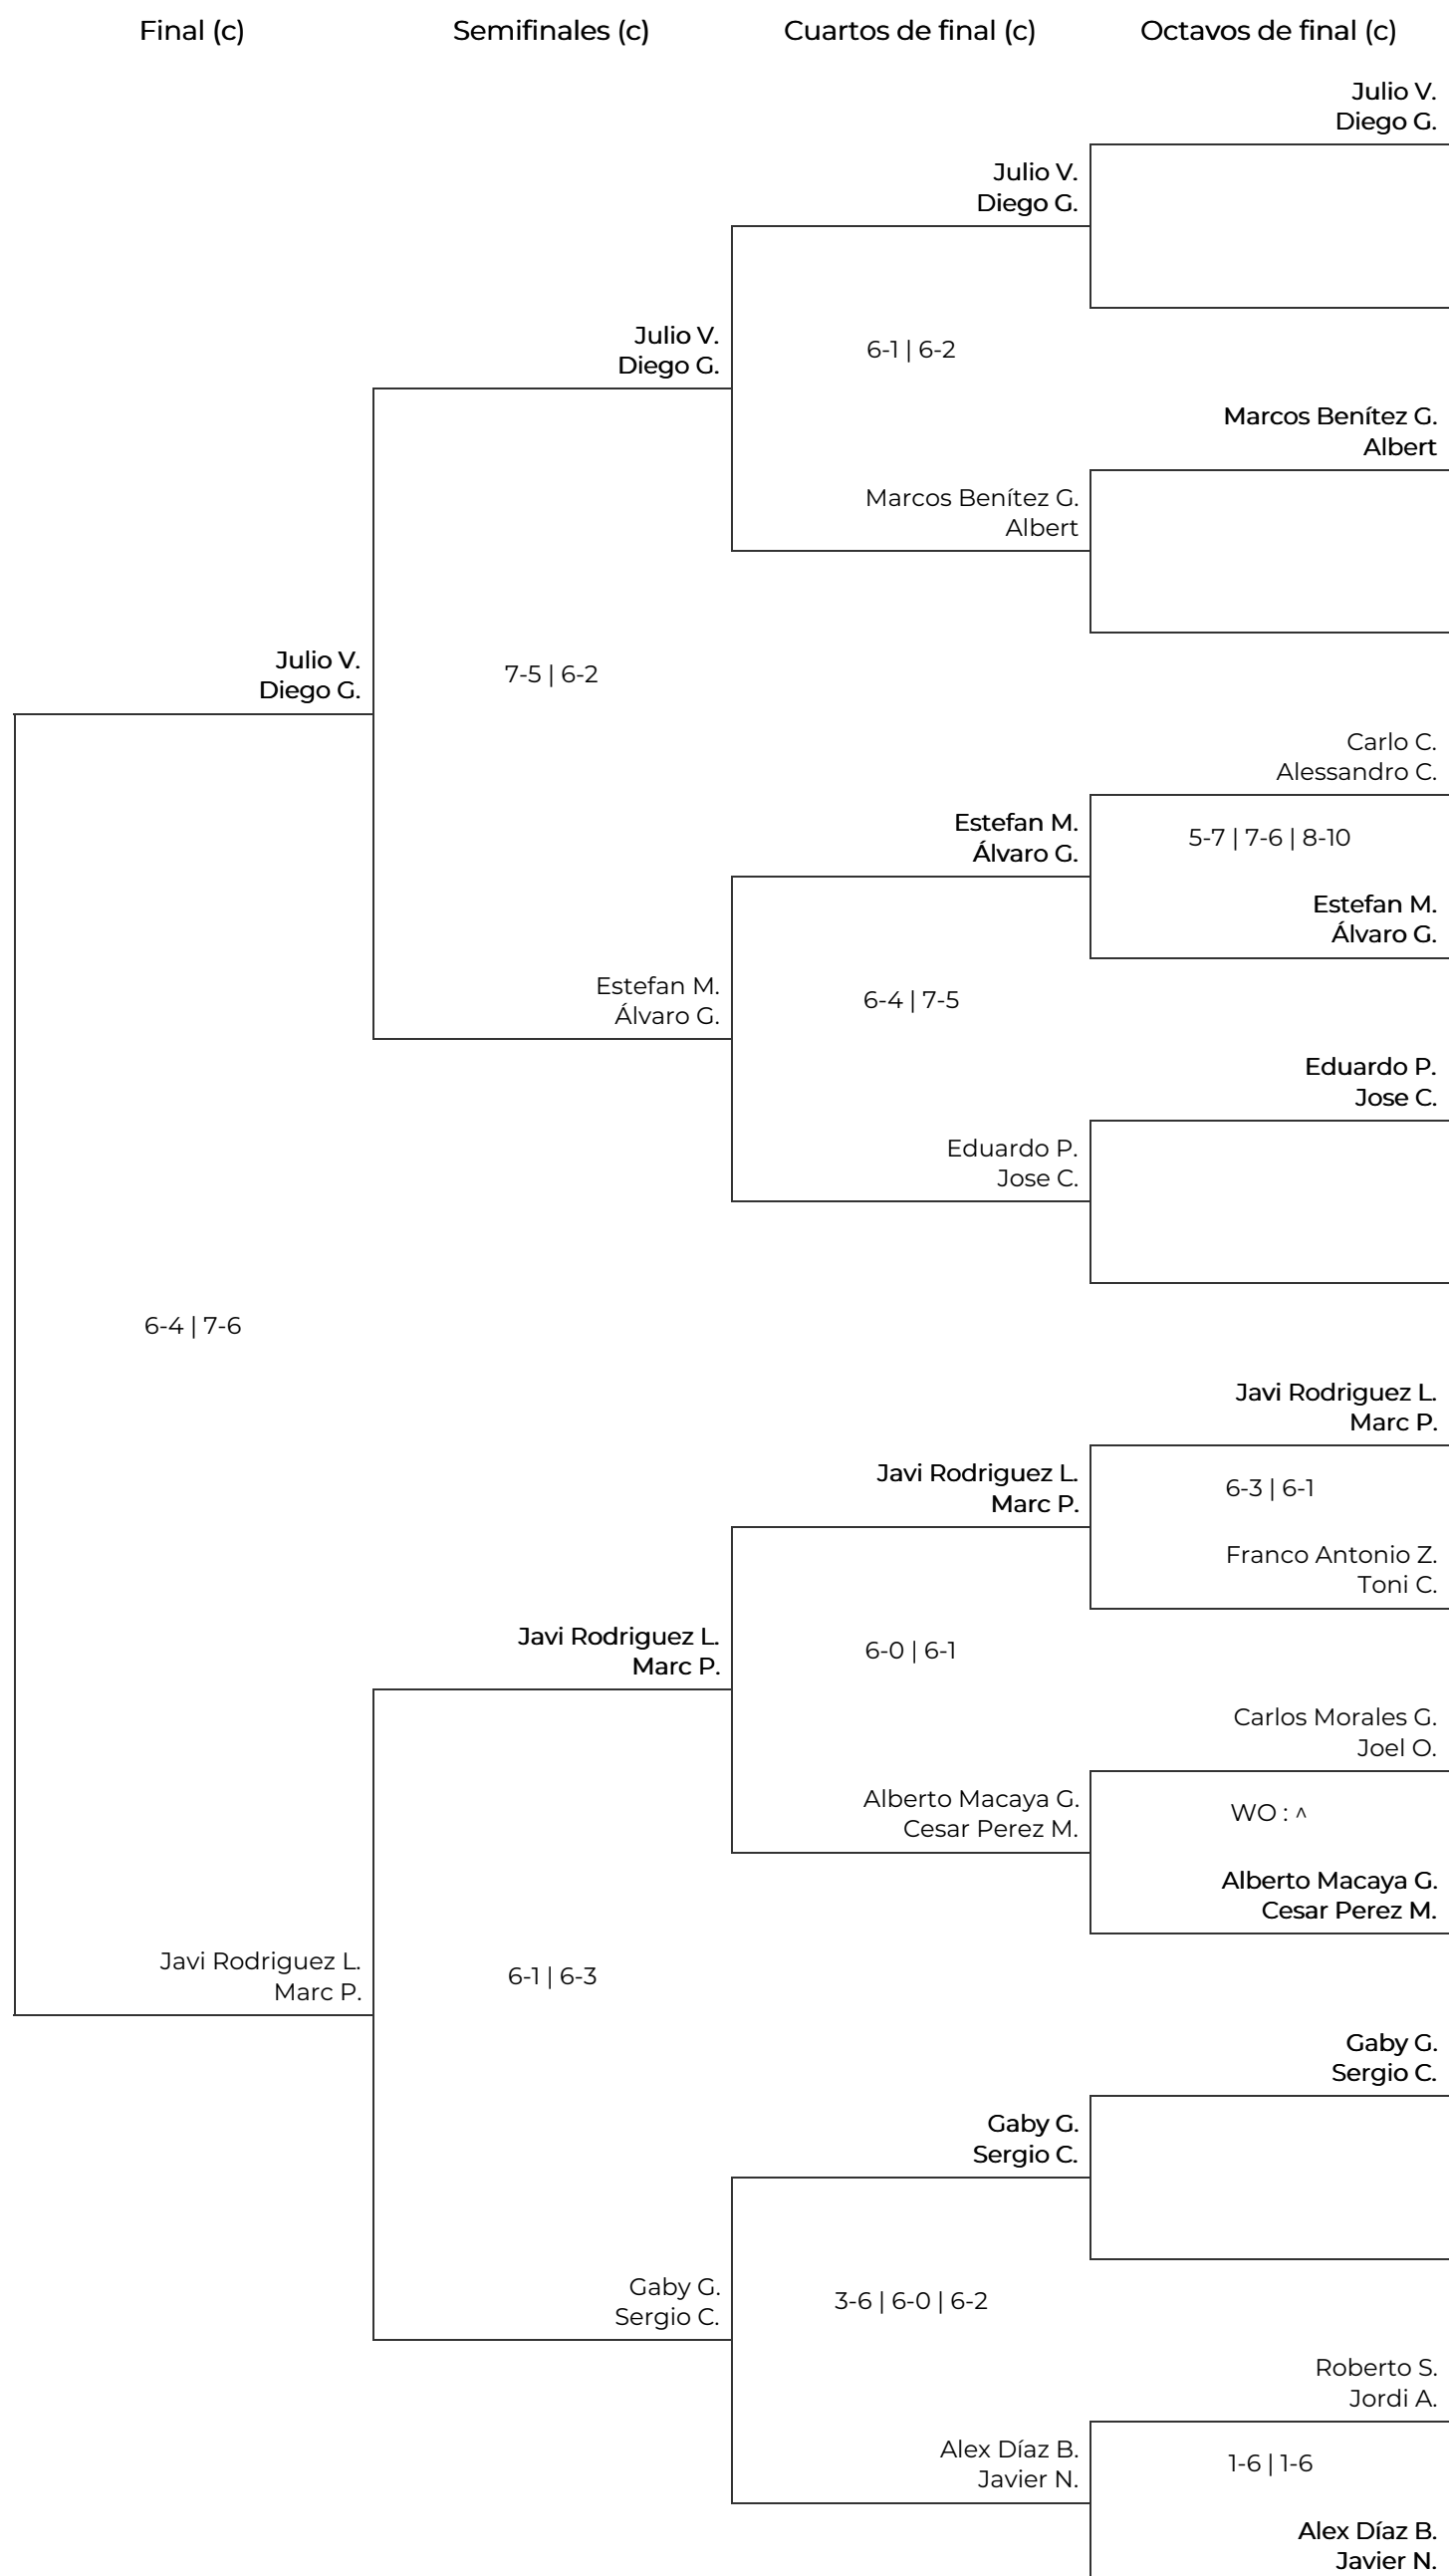 Final (c)
Semifinales (c)
Cuartos de final (c)
Octavos de final (c)
Julio V.
Diego G.
Julio V.
Diego G.
Julio V.
Diego G.
6-1 | 6-2
Marcos Benítez G.
Albert
Marcos Benítez G.
Albert
Julio V.
Diego G.
7-5 | 6-2
Carlo C.
Alessandro C.
Estefan M.
Álvaro G.
5-7 | 7-6 | 8-10
Estefan M.
Álvaro G.
Estefan M.
Álvaro G.
6-4 | 7-5
Eduardo P.
Jose C.
Eduardo P.
Jose C.
6-4 | 7-6
Javi Rodriguez L.
Marc P.
Javi Rodriguez L.
Marc P.
6-3 | 6-1
Franco Antonio Z.
Toni C.
Javi Rodriguez L.
Marc P.
6-0 | 6-1
Carlos Morales G.
Joel O.
Alberto Macaya G.
Cesar Perez M.
WO : ^
Alberto Macaya G.
Cesar Perez M.
Javi Rodriguez L.
Marc P.
6-1 | 6-3
Gaby G.
Sergio C.
Gaby G.
Sergio C.
Gaby G.
Sergio C.
3-6 | 6-0 | 6-2
Roberto S.
Jordi A.
Alex Díaz B.
Javier N.
1-6 | 1-6
Alex Díaz B.
Javier N.